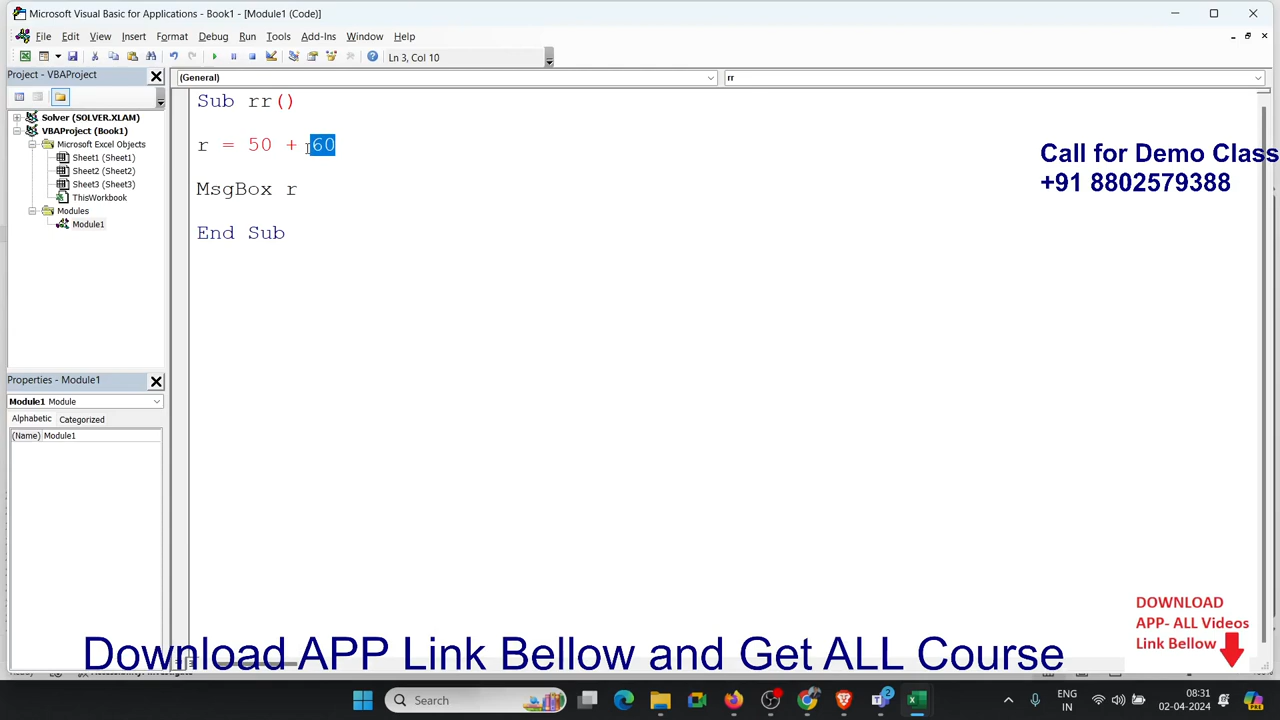 Microsoft Visual Basic for Applications - Book1 - [Module1 (Code)]
File Edit View Insert Format Debug Run Tools Add-Ins Window Help
Ln 3, Col 10
Project - VBAProject
(General)
rr
Solver (SOLVER.XLAM)
VBAProject (Book1)
Microsoft Excel Objects
Sheet1 (Sheet1)
Sheet2 (Sheet2)
Sheet3 (Sheet3)
ThisWorkbook
Modules
Module1
Sub rr()
r = 50 + 60
MsgBox r
End Sub
Call for Demo Class
+91 8802579388
Properties - Module1
Module1 Module
Alphabetic Categorized
(Name) Module1
DOWNLOAD
APP- ALL Videos
Link Bellow
Download APP Link Bellow and Get ALL Course
Search
ENG
IN
08:31
02-04-2024